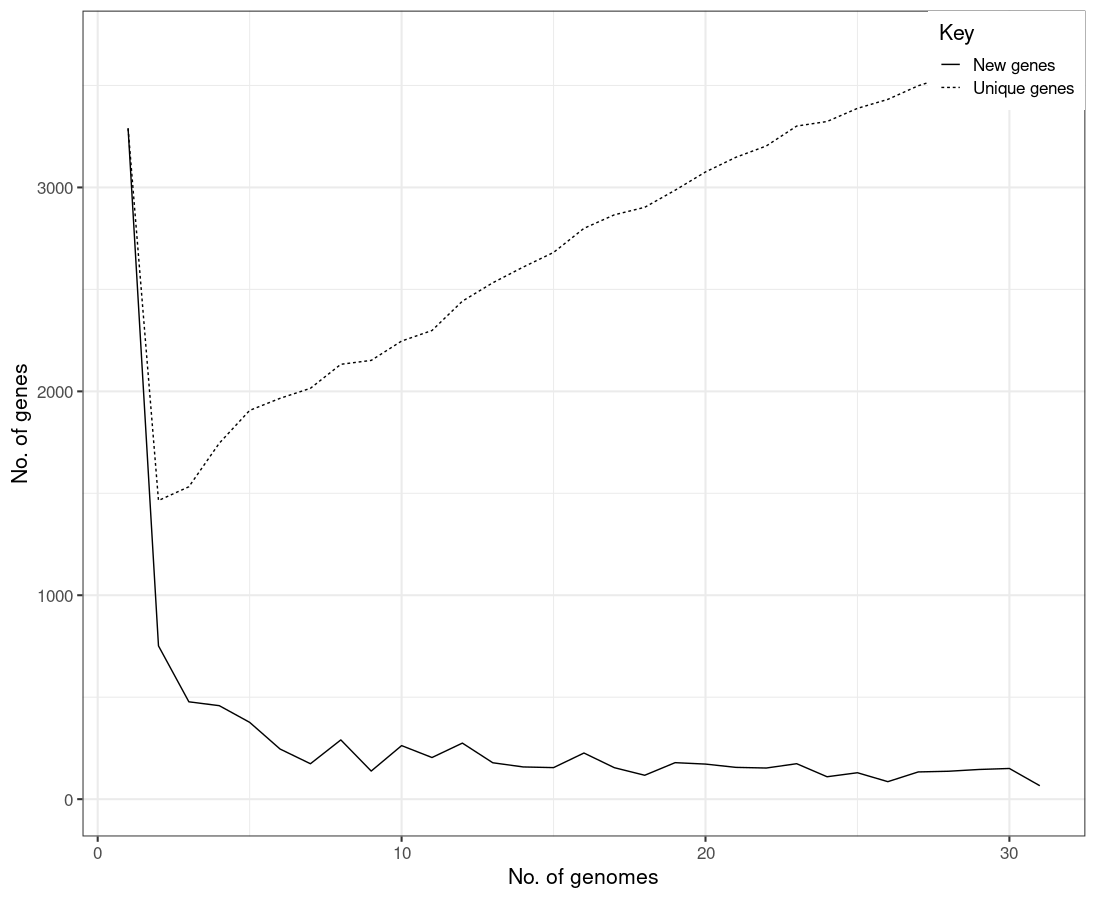 Key
New genes
Unique genes
3000
2000
1000
0
No. of genes
0 10 20 30
No. of genomes